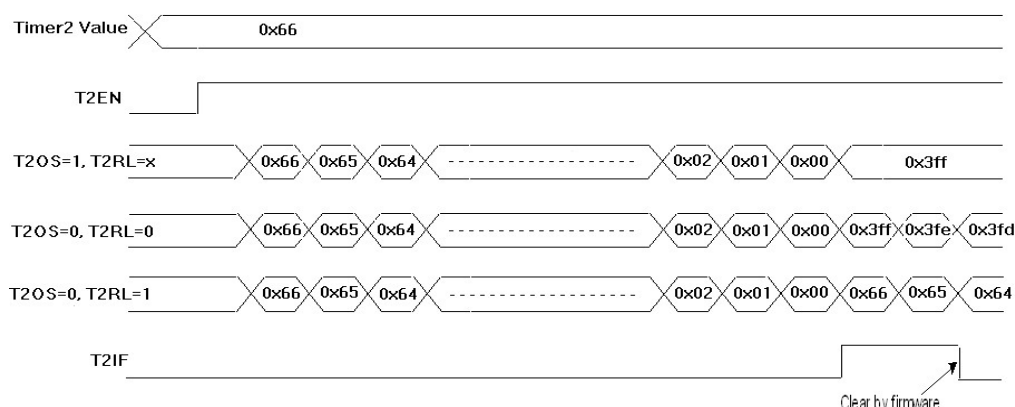 Timer2 Value 0x66
T2EN
T2OS=1, T2RL=x 0x66 0x65 0x64 0x02 0x01 0x00 0x3ff
T2OS=0, T2RL=0 0x66 0x65 0x64 0x02 0x01 0x00 0x3ff 0x3fe 0x3fd
T2OS=0, T2RL=1 0x66 0x65 0x64 0x02 0x01 0x00 0x66 0x65 0x64
T2IF
Clear by firmware